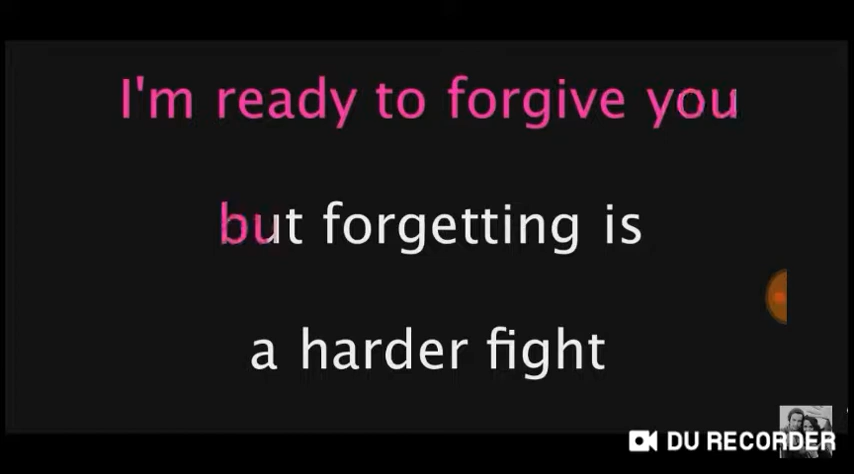 I'm ready to forgive you
but forgetting is
a harder fight
DU RECORDER